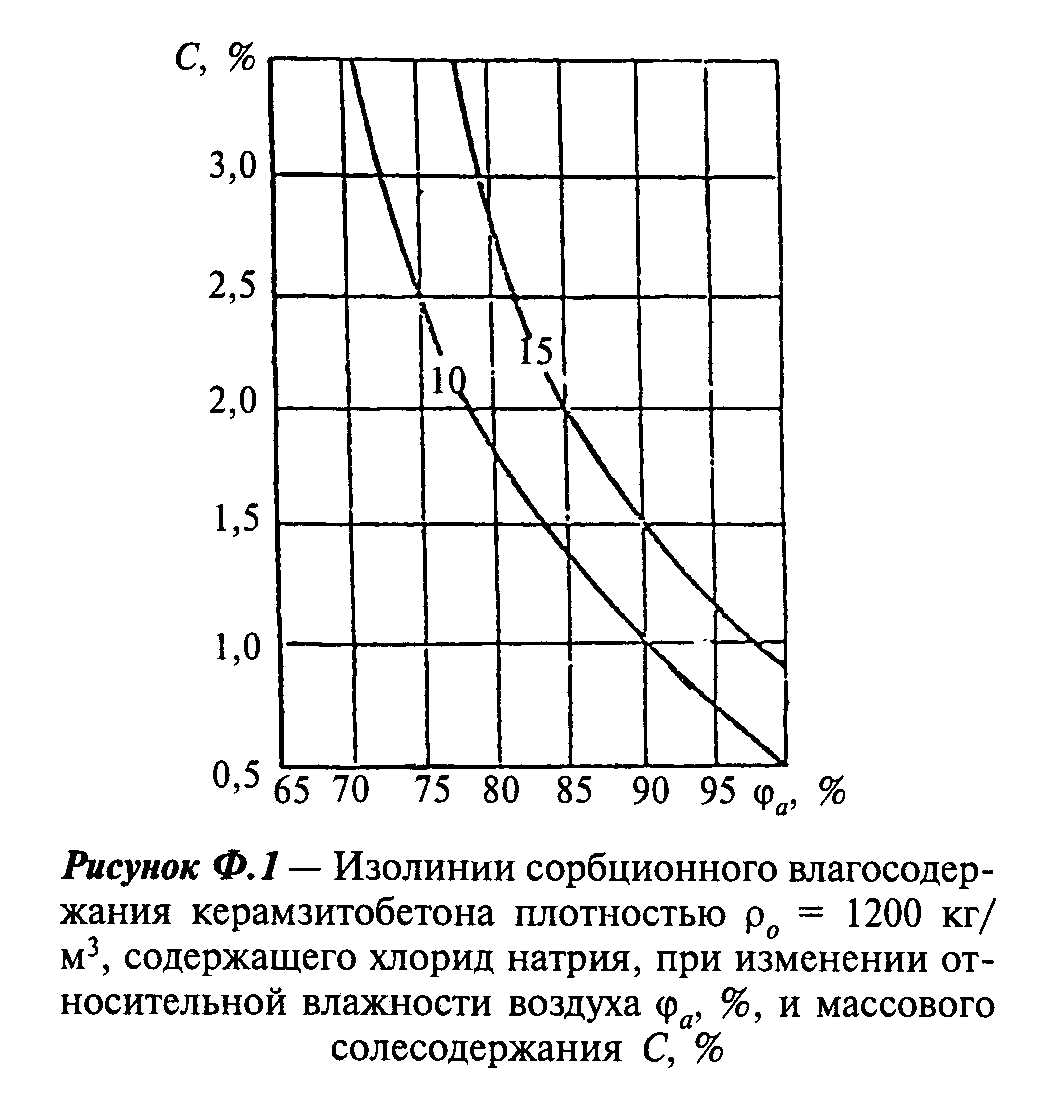 C, %
3,0
2,5
15
10
2,0
1,5
1,0
0,5
65 70 75 80 85 90 95 φa, %
Рисунок Ф.1 — Изолинии сорбционного влагосодер-
жания керамзитобетона плотностью ρo = 1200 кг/
м³, содержащего хлорид натрия, при изменении от-
носительной влажности воздуха φa, %, и массового
солесодержания C, %